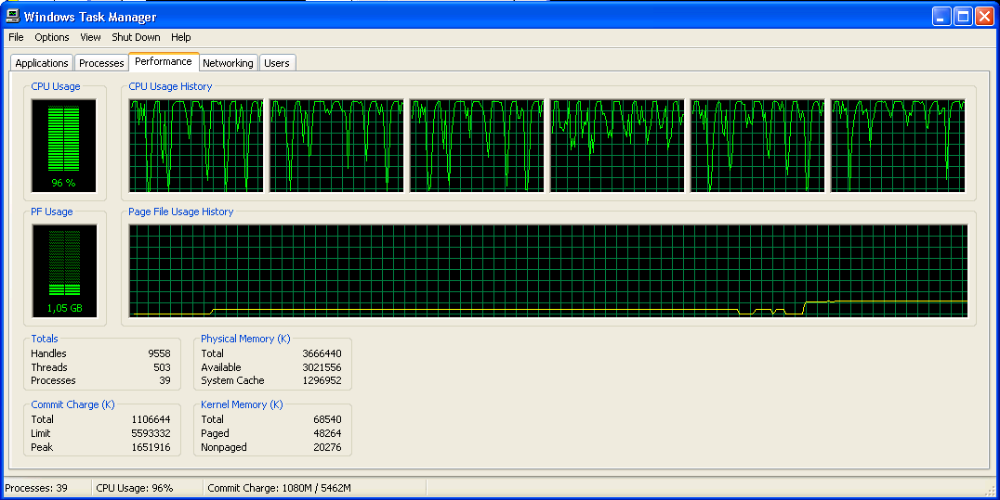 Windows Task Manager
File Options View Shut Down Help
Applications Processes Performance Networking Users
CPU Usage CPU Usage History
96 %
PF Usage Page File Usage History
1,05 GB
Totals
Handles 9558
Threads 503
Processes 39
Physical Memory (K)
Total 3666440
Available 3021556
System Cache 1296952
Commit Charge (K)
Total 1106644
Limit 5593332
Peak 1651916
Kernel Memory (K)
Total 68540
Paged 48264
Nonpaged 20276
Processes: 39 CPU Usage: 96% Commit Charge: 1080M / 5462M